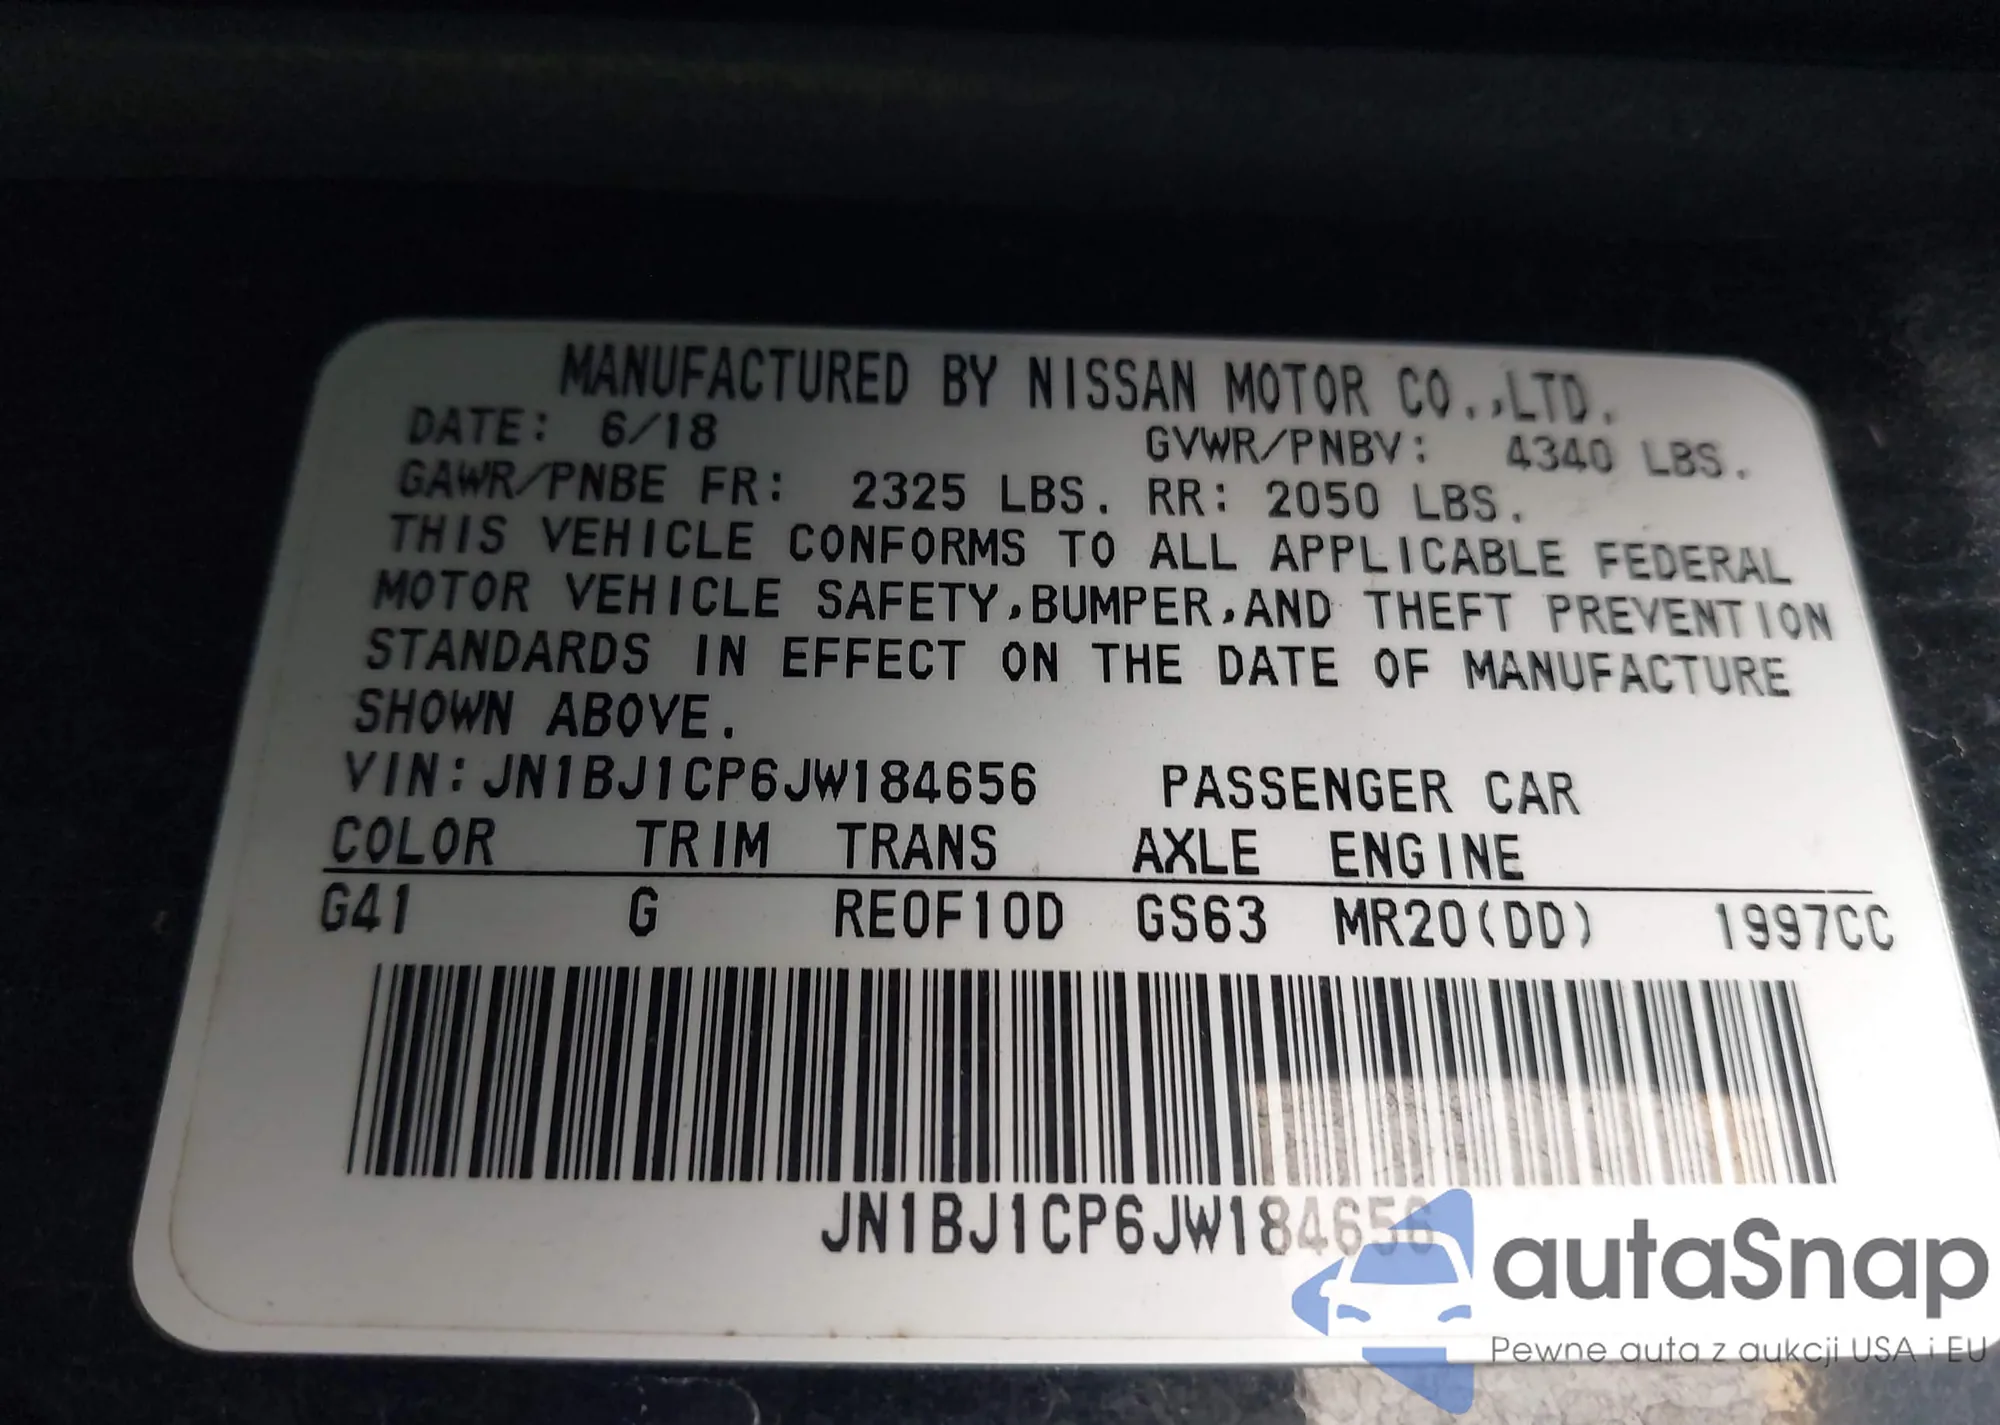 MANUFACTURED BY NISSAN MOTOR CO.,LTD.
DATE: 6/18 GVWR/PNBV: 4340 LBS.
GAWR/PNBE FR: 2325 LBS. RR: 2050 LBS.
THIS VEHICLE CONFORMS TO ALL APPLICABLE FEDERAL
MOTOR VEHICLE SAFETY,BUMPER,AND THEFT PREVENTION
STANDARDS IN EFFECT ON THE DATE OF MANUFACTURE
SHOWN ABOVE.
VIN:JN1BJ1CP6JW184656 PASSENGER CAR
COLOR TRIM TRANS AXLE ENGINE
G41 G RE0F10D GS63 MR20(DD) 1997CC
JN1BJ1CP6JW184656
autaSnap
Pewne auta z aukcji USA i EU